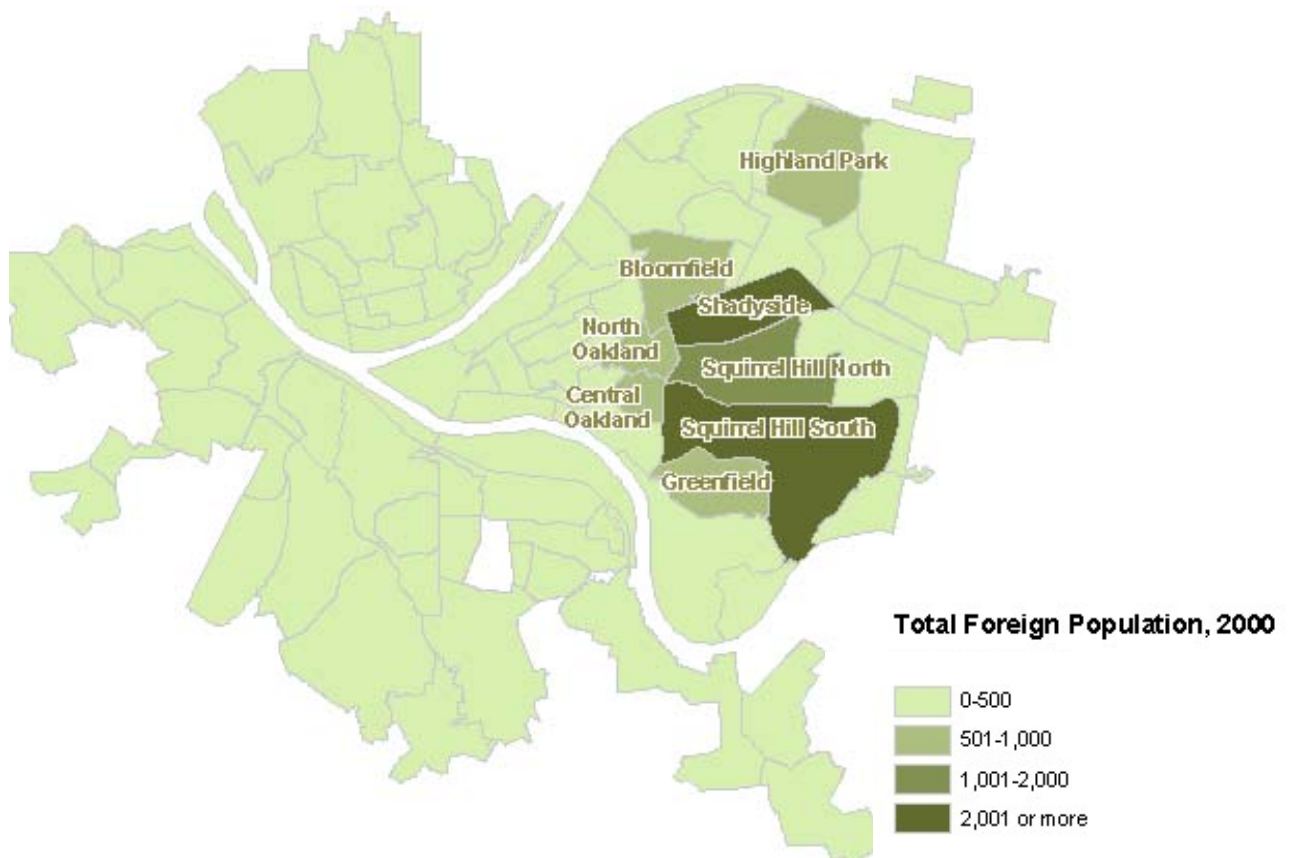 Highland Park
Bloomfield
Shadyside
North
Oakland
Squirrel Hill North
Central
Oakland
Squirrel Hill South
Greenfield
Total Foreign Population, 2000
0-500
501-1,000
1,001-2,000
2,001 or more